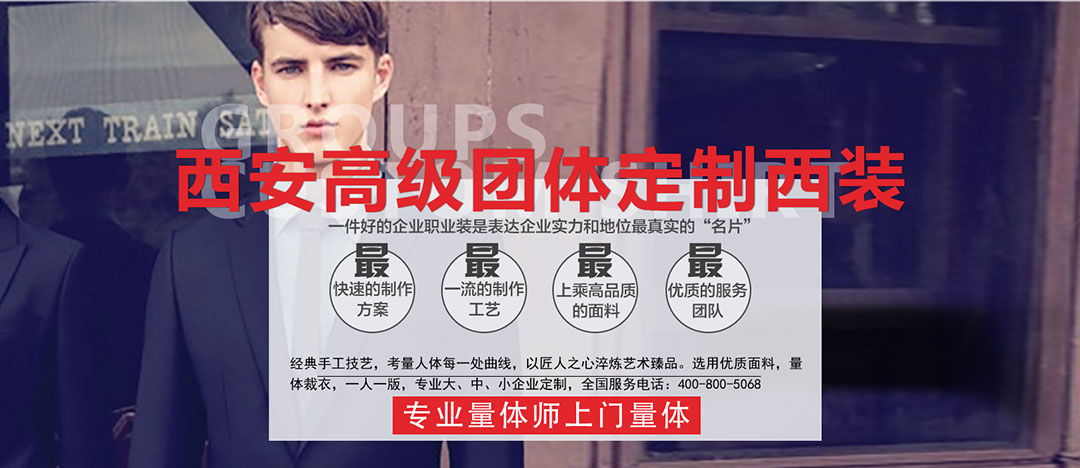 NEXT TRAIN SAT
GROUPS
西安高级团体定制西装
一件好的企业职业装是表达企业实力和地位最真实的“名片”
最
快速的制作
方案
最
一流的制作
工艺
最
上乘高品质
的面料
最
优质的服务
团队
经典手工技艺，考量人体每一处曲线，以匠人之心淬炼艺术臻品。选用优质面料，量
体裁衣，一人一版，专业大、中、小企业定制，全国服务电话：400-800-5068
专业量体师上门量体